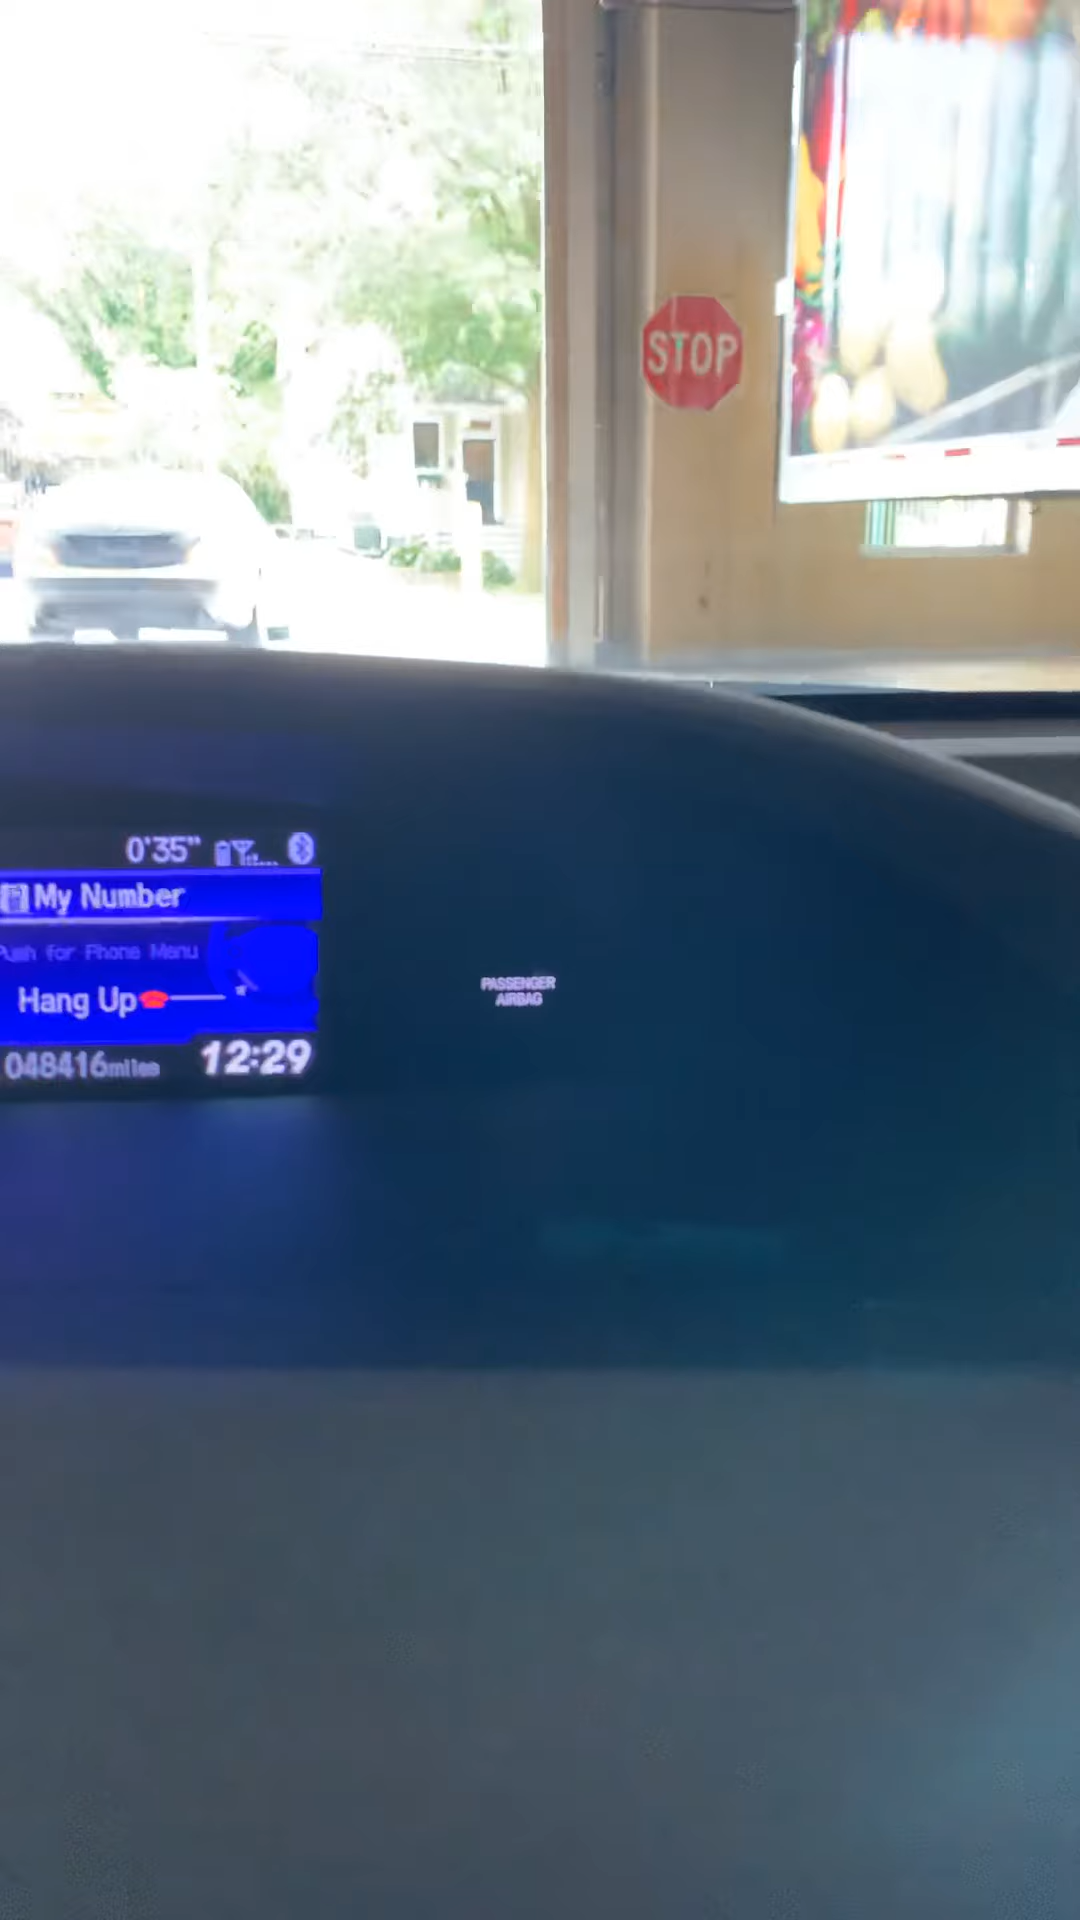 STOP
0'35"
My Number
Push for Phone Menu
Hang Up
048416miles
12:29
PASSENGER
AIRBAG